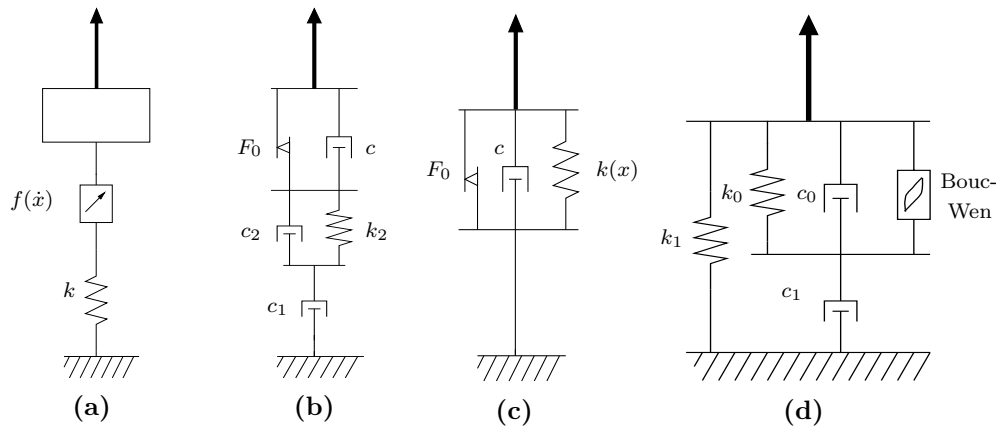 f(ẋ)
k
(a)
F₀
c
c₂
k₂
c₁
(b)
F₀
c
k(x)
(c)
k₁
k₀
c₀
Bouc-
Wen
c₁
(d)